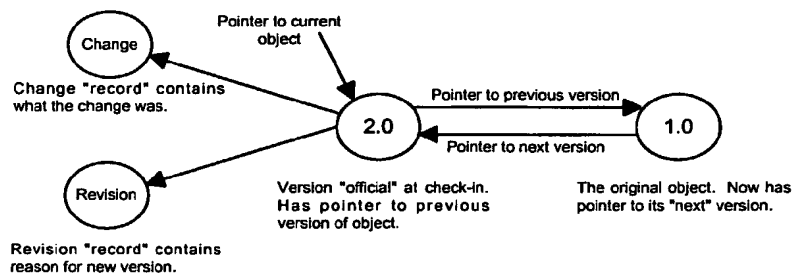 Pointer to current
object
Change
Change "record" contains
what the change was.
Pointer to previous version
2.0
1.0
Pointer to next version
Revision
Version "official" at check-in.
Has pointer to previous
version of object.
The original object. Now has
pointer to its "next" version.
Revision "record" contains
reason for new version.